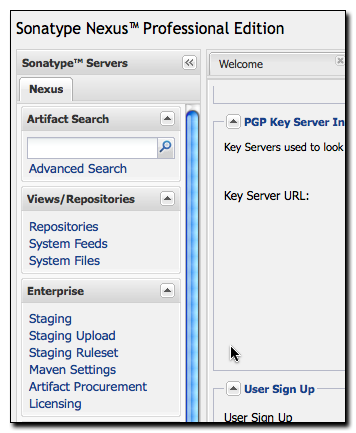 Sonatype Nexus™ Professional Edition
Sonatype™ Servers
Nexus
Artifact Search
Advanced Search
Views/Repositories
Repositories
System Feeds
System Files
Enterprise
Staging
Staging Upload
Staging Ruleset
Maven Settings
Artifact Procurement
Licensing
Welcome
PGP Key Server In
Key Servers used to look
Key Server URL:
User Sign Up
User Sign Up